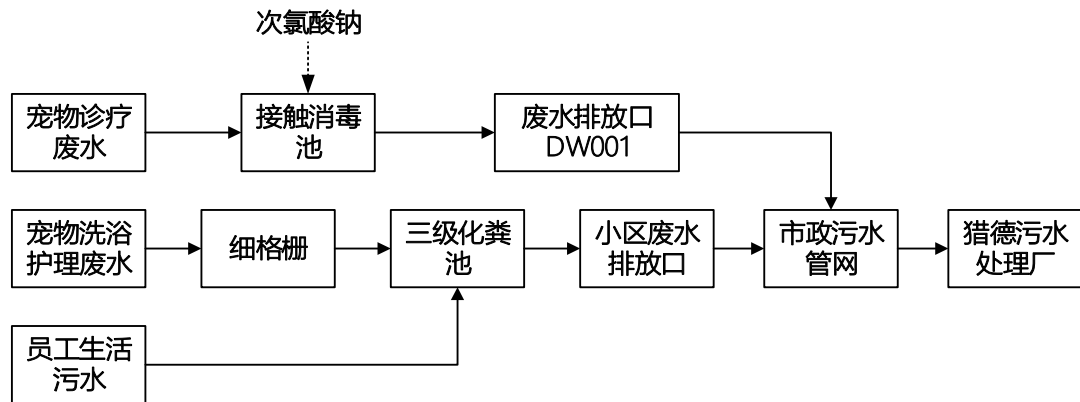 次氯酸钠
宠物诊疗
废水
接触消毒
池
废水排放口
DW001
宠物洗浴
护理废水
细格栅
三级化粪
池
小区废水
排放口
市政污水
管网
猎德污水
处理厂
员工生活
污水